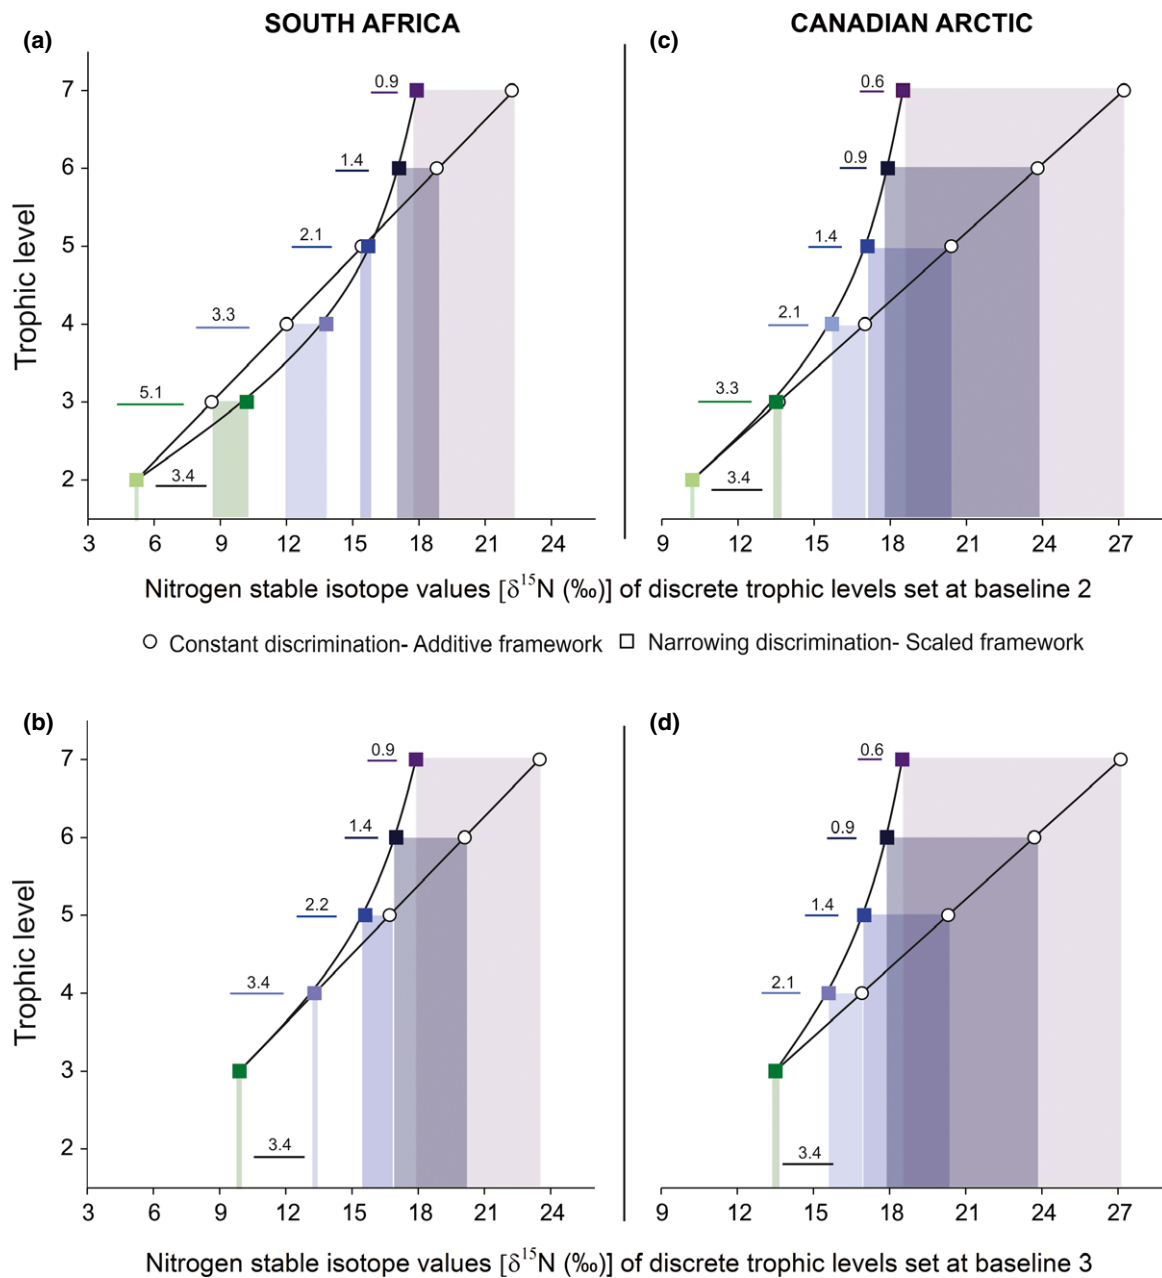 SOUTH AFRICA
CANADIAN ARCTIC
(a)
(c)
Trophic level
7
6
5
4
3
2
0.9
1.4
2.1
3.3
5.1
3.4
3 6 9 12 15 18 21 24
0.6
0.9
1.4
2.1
3.3
3.4
9 12 15 18 21 24 27
Nitrogen stable isotope values [δ¹⁵N (‰)] of discrete trophic levels set at baseline 2
Constant discrimination- Additive framework
Narrowing discrimination- Scaled framework
(b)
(d)
Trophic level
7
6
5
4
3
2
0.9
1.4
2.2
3.4
3.4
3 6 9 12 15 18 21 24
0.6
0.9
1.4
2.1
3.4
9 12 15 18 21 24 27
Nitrogen stable isotope values [δ¹⁵N (‰)] of discrete trophic levels set at baseline 3